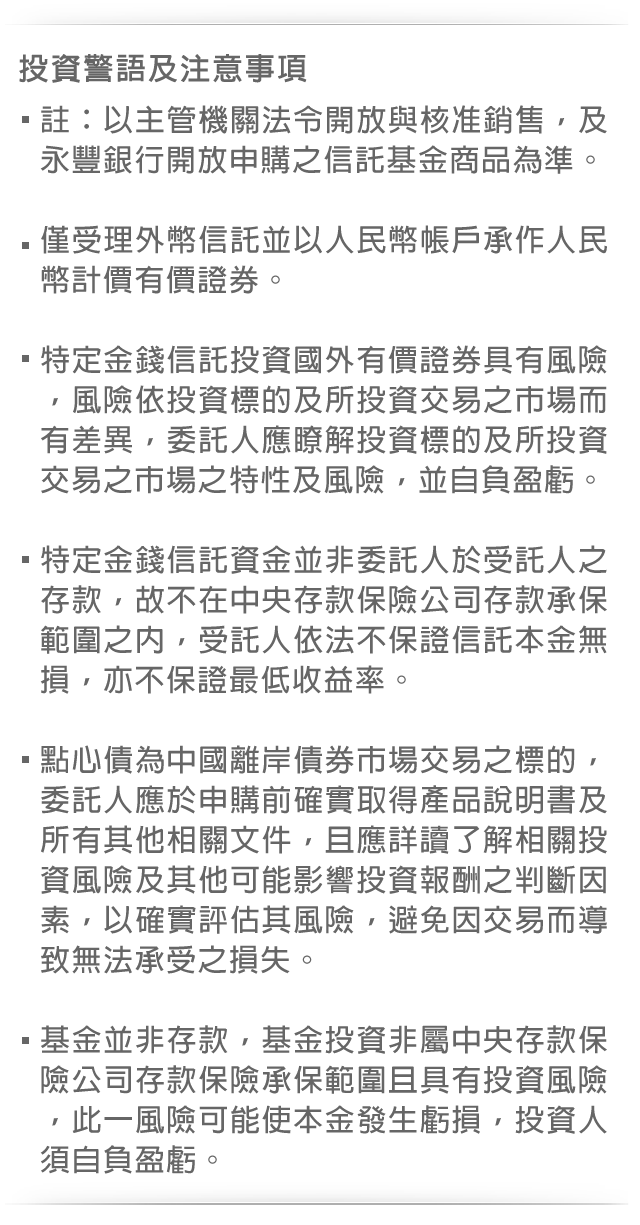 投資警語及注意事項
▪ 註：以主管機關法令開放與核准銷售，及
永豐銀行開放申購之信託基金商品為準。
▪ 僅受理外幣信託並以人民幣帳戶承作人民
幣計價有價證券。
▪ 特定金錢信託投資國外有價證券具有風險
，風險依投資標的及所投資交易之市場而
有差異，委託人應瞭解投資標的及所投資
交易之市場之特性及風險，並自負盈虧。
▪ 特定金錢信託資金並非委託人於受託人之
存款，故不在中央存款保險公司存款承保
範圍之內，受託人依法不保證信託本金無
損，亦不保證最低收益率。
▪ 點心債為中國離岸債券市場交易之標的，
委託人應於申購前確實取得產品說明書及
所有其他相關文件，且應詳讀了解相關投
資風險及其他可能影響投資報酬之判斷因
素，以確實評估其風險，避免因交易而導
致無法承受之損失。
▪ 基金並非存款，基金投資非屬中央存款保
險公司存款保險承保範圍且具有投資風險
，此一風險可能使本金發生虧損，投資人
須自負盈虧。